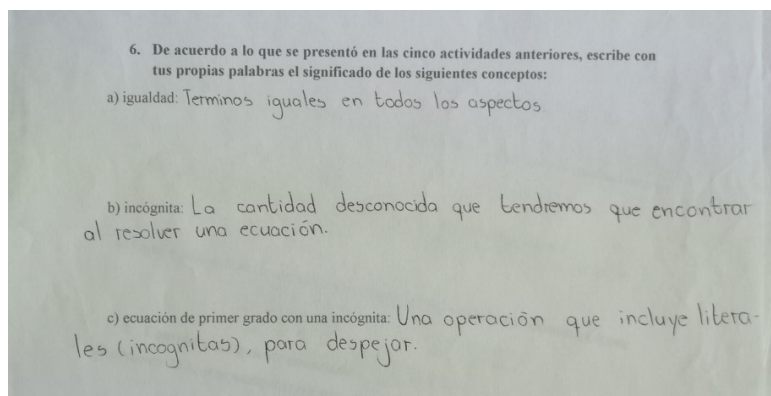 6. De acuerdo a lo que se presentó en las cinco actividades anteriores, escribe con
tus propias palabras el significado de los siguientes conceptos:
a) igualdad: Terminos iguales en todos los aspectos
b) incógnita: La cantidad desconocida que tendremos que encontrar
al resolver una ecuación.
c) ecuación de primer grado con una incógnita: Una operación que incluye litera-
les (incognitas), para despejar.